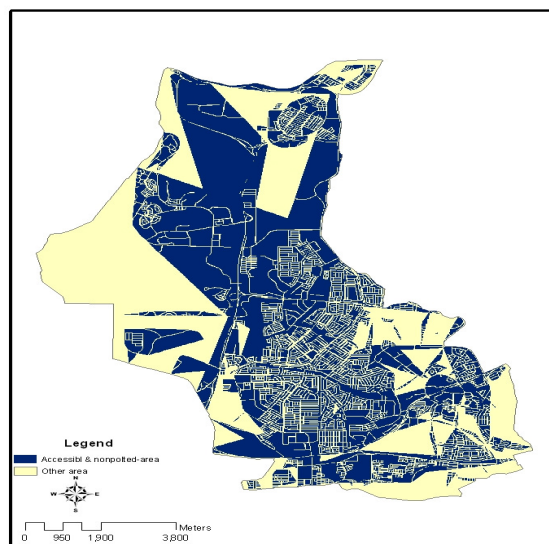 Legend
Accessibl & nonpolted-area
Other area
N
W E
S
Meters
0 950 1,900 3,800